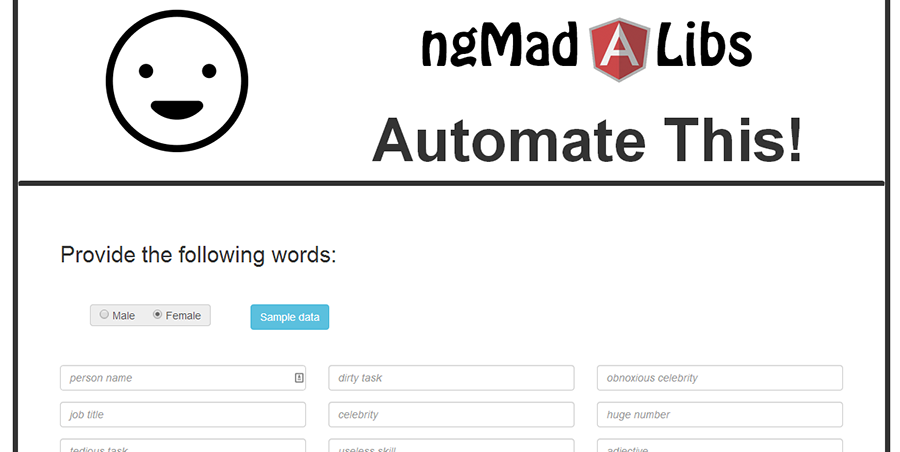 ngMad A Libs
Automate This!
Provide the following words:
Male Female Sample data
person name dirty task obnoxious celebrity
job title celebrity huge number
tedious task useless skill adjective